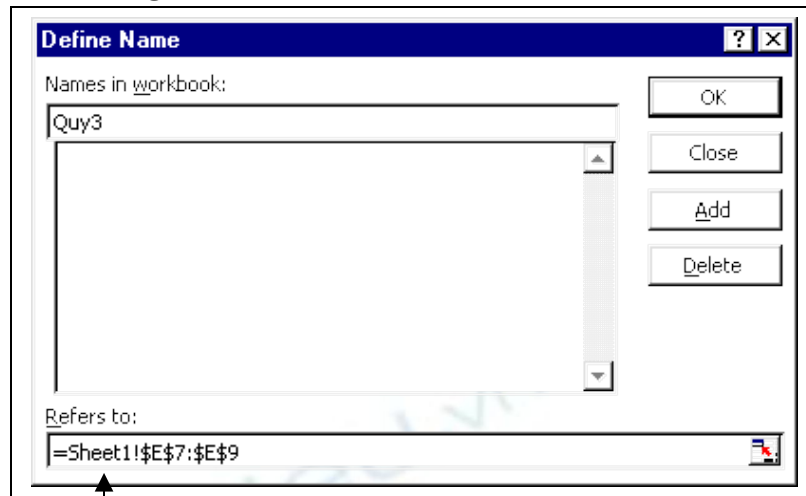 Define Name
Names in workbook:
OK
Quy3
Close
Add
Delete
Refers to:
=Sheet1!$E$7:$E$9